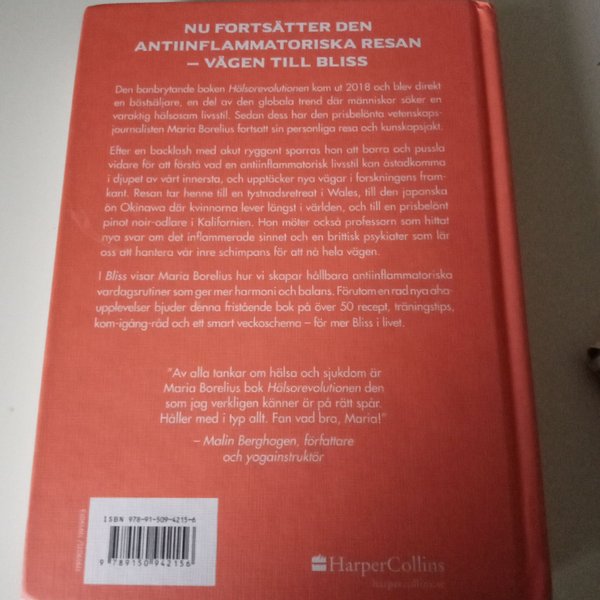 NU FORTSÄTTER DEN
ANTIINFLAMMATORISKA RESAN
– VÄGEN TILL BLISS
Den banbrytande boken Hälsorevolutionen kom ut 2018 och blev direkt
en bästsäljare, en del av den globala trend där människor söker en
varaktig hälsosam livsstil. Sedan dess har den prisbelönta vetenskaps-
journalisten Maria Borelius fortsatt sin personliga resa och kunskapsjakt.
Efter en backlash med akut ryggont sporras hon att borra och pussla
vidare för att förstå vad en antiinflammatorisk livsstil kan åstadkomma
i djupet av vårt innersta, och upptäcker nya vägar i forskningens fram-
kant. Resan tar henne till en tystnadsretreat i Wales, till den japanska
ön Okinawa där kvinnorna lever längst i världen, och till en prisbelönt
pinot noir-odlare i Kalifornien. Hon möter också professorn som hittat
nya svar om det inflammerade sinnet och en brittisk psykiater som lär
oss att hantera vår inre schimpans för att nå hela vägen.
I Bliss visar Maria Borelius hur vi skapar hållbara antiinflammatoriska
vardagsrutiner som ger mer harmoni och balans. Förutom en rad nya aha-
upplevelser bjuder denna fristående bok på över 50 recept, träningstips,
kom-igång-råd och ett smart veckoschema – för mer Bliss i livet.
"Av alla tankar om hälsa och sjukdom är
Maria Borelius bok Hälsorevolutionen den
som jag verkligen känner är på rätt spår.
Håller med i typ allt. Fan vad bra, Maria!"
– Malin Berghagen, författare
och yogainstruktör
ISBN 978-91-509-4215-6
9 789150 942156
HarperCollins
harpercollins.se